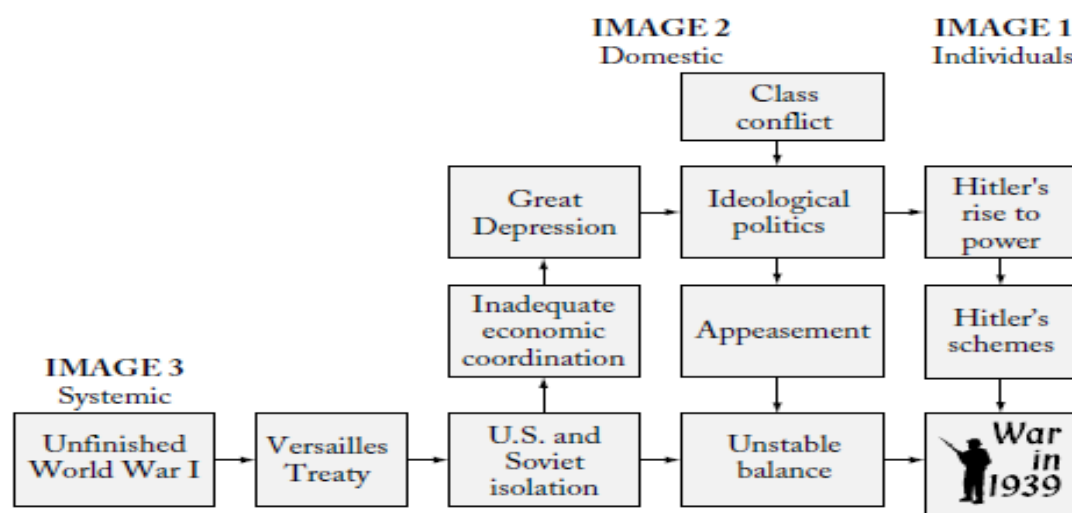 IMAGE 2
Domestic
IMAGE 1
Individuals
Class
conflict
Great
Depression
Ideological
politics
Hitler's
rise to
power
Inadequate
economic
coordination
Appeasement
Hitler's
schemes
IMAGE 3
Systemic
Unfinished
World War I
Versailles
Treaty
U.S. and
Soviet
isolation
Unstable
balance
War
in
1939